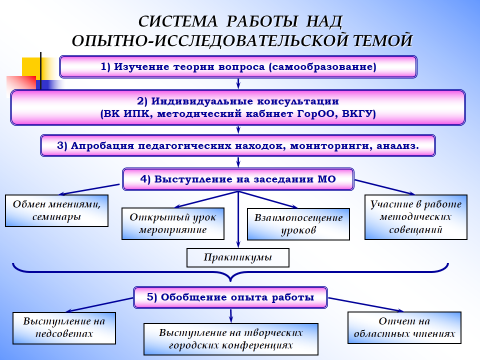 СИСТЕМА РАБОТЫ НАД
ОПЫТНО-ИССЛЕДОВАТЕЛЬСКОЙ ТЕМОЙ
1) Изучение теории вопроса (самообразование)
2) Индивидуальные консультации
(ВК ИПК, методический кабинет ГорОО, ВКГУ)
3) Апробация педагогических находок, мониторинги, анализ.
4) Выступление на заседании МО
Обмен мнениями,
семинары
Открытый урок
мероприятие
Взаимопосещение
уроков
Участие в работе
методических
совещаний
Практикумы
5) Обобщение опыта работы
Выступление на
педсоветах
Выступление на творческих
городских конференциях
Отчет на
областных чтениях